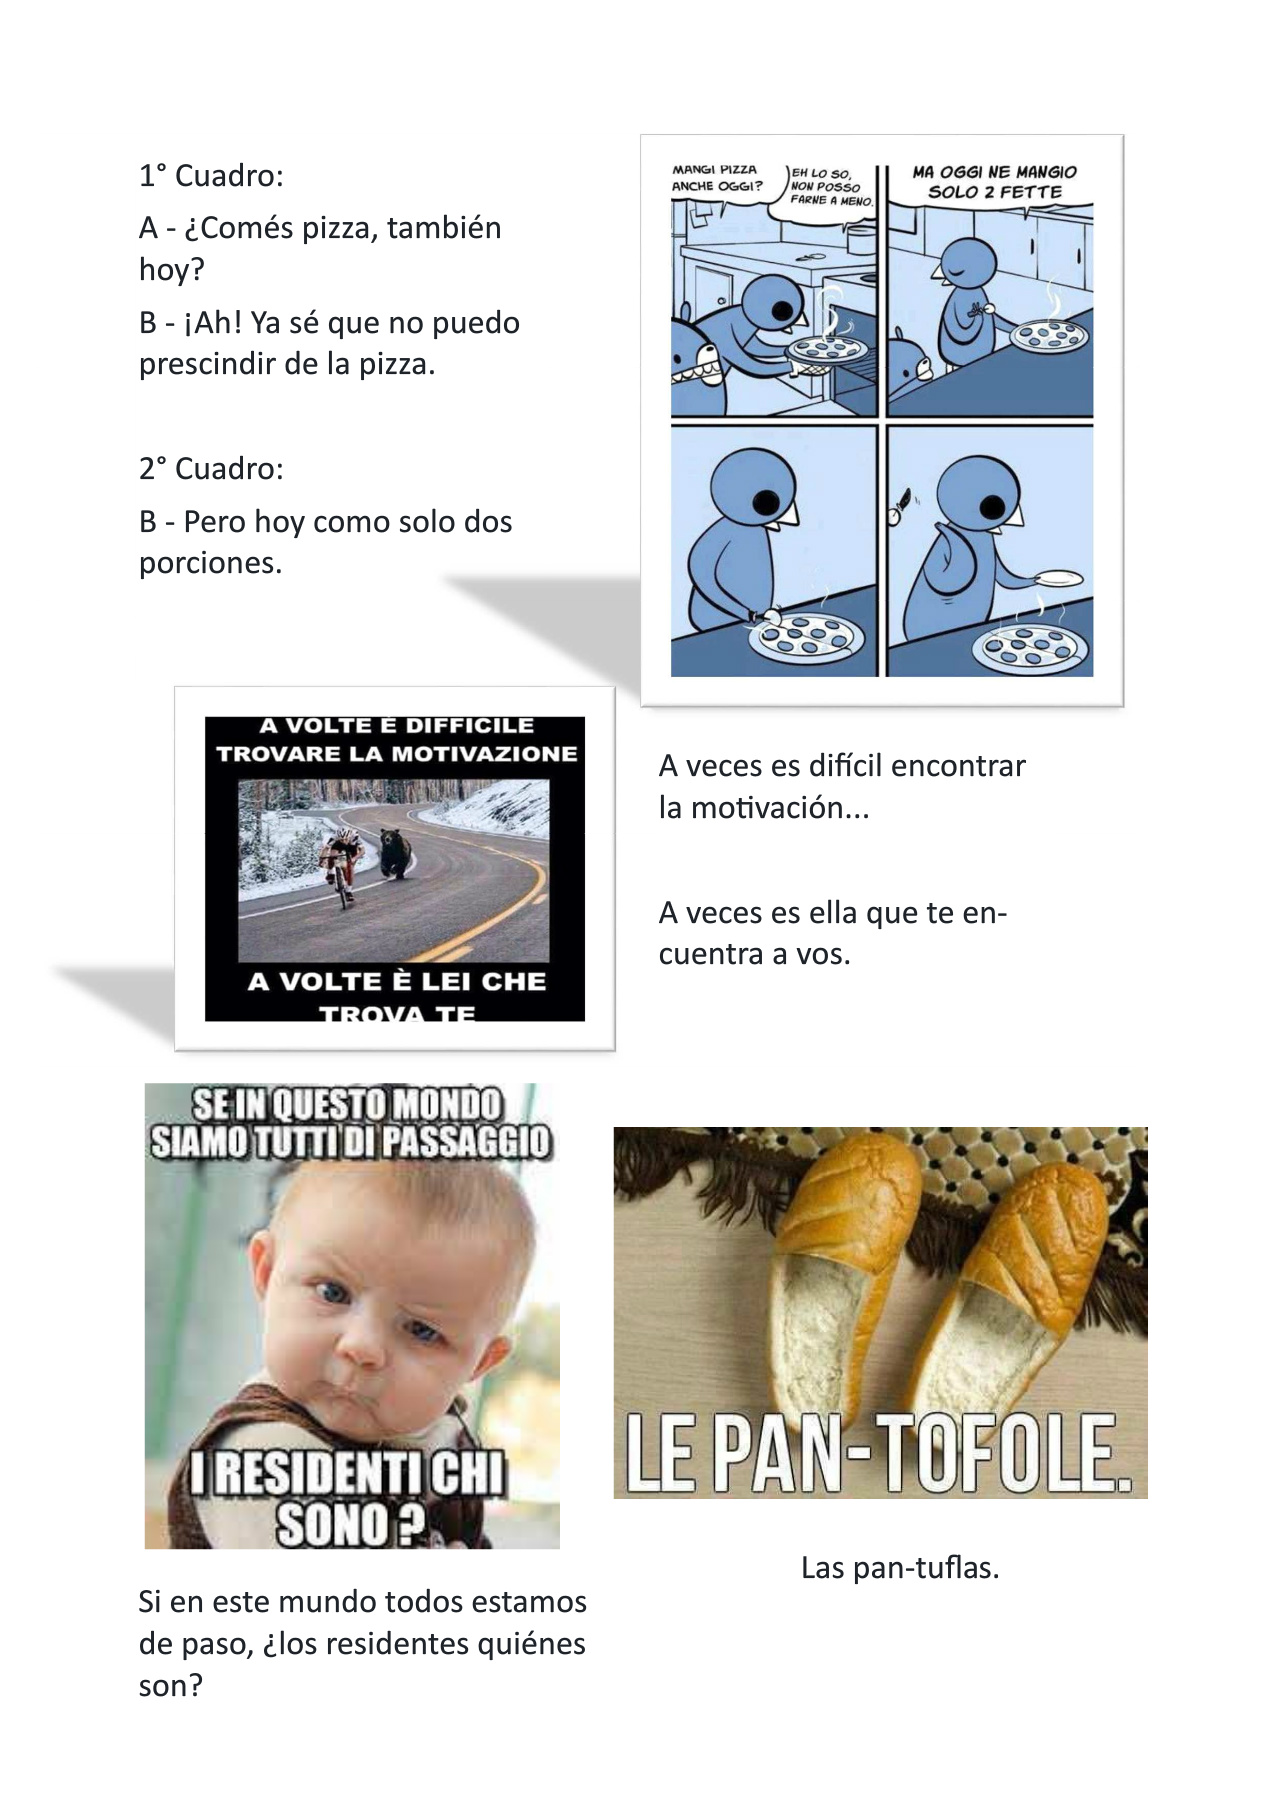 1° Cuadro:
A - ¿Comés pizza, también
hoy?
B - ¡Ah! Ya sé que no puedo
prescindir de la pizza.
2° Cuadro:
B - Pero hoy como solo dos
porciones.
MANGI PIZZA
ANCHE OGGI?
EH LO SO,
NON POSSO
FARNE A MENO.
MA OGGI NE MANGIO
SOLO 2 FETTE
A VOLTE È DIFFICILE
TROVARE LA MOTIVAZIONE
A VOLTE È LEI CHE
TROVA TE
A veces es difícil encontrar
la motivación...
A veces es ella que te en-
cuentra a vos.
SE IN QUESTO MONDO
SIAMO TUTTI DI PASSAGGIO
I RESIDENTI CHI
SONO ?
Si en este mundo todos estamos
de paso, ¿los residentes quiénes
son?
LE PAN-TOFOLE.
Las pan-tuflas.